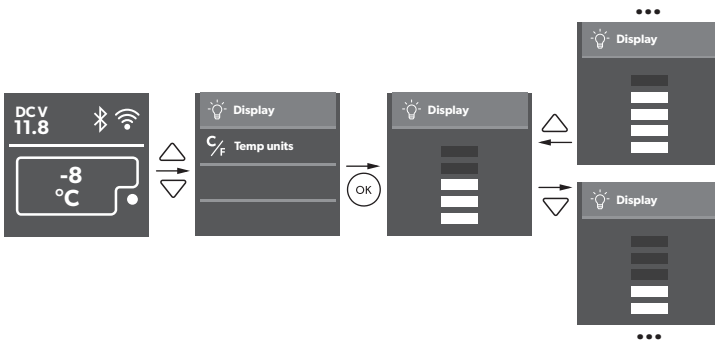 DC V
11.8
-8
°C
Display
C/F Temp units
OK
Display
Display
Display